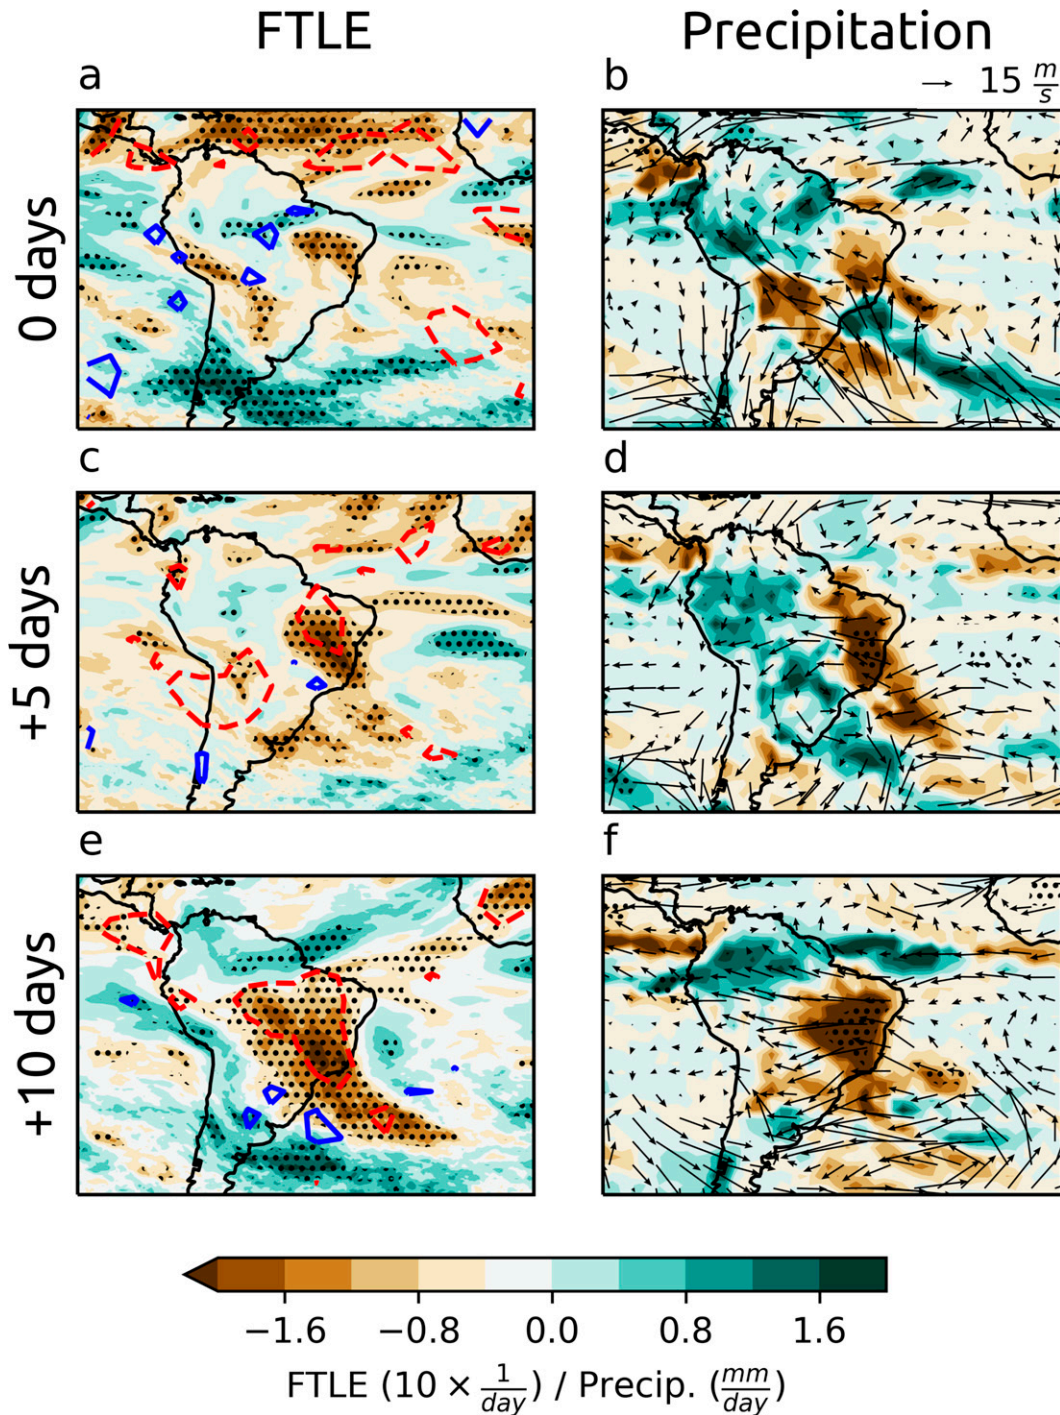 FTLE Precipitation
a b → 15 m/s
0 days
c d
+5 days
e f
+10 days
−1.6 −0.8 0.0 0.8 1.6
FTLE (10 × 1/day) / Precip. (mm/day)